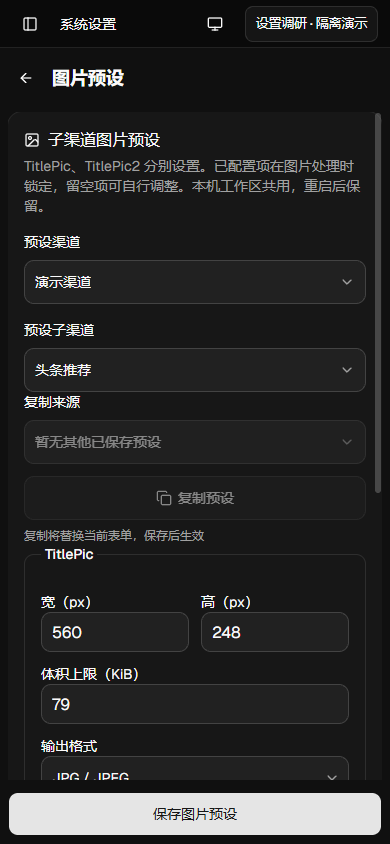 系统设置
设置调研 · 隔离演示
图片预设
子渠道图片预设
TitlePic、TitlePic2 分别设置。已配置项在图片处理时
锁定，留空项可自行调整。本机工作区共用，重启后保
留。
预设渠道
演示渠道
预设子渠道
头条推荐
复制来源
暂无其他已保存预设
复制预设
复制将替换当前表单，保存后生效
TitlePic
宽（px） 高（px）
560 248
体积上限（KiB）
79
输出格式
JPG / JPEG
保存图片预设